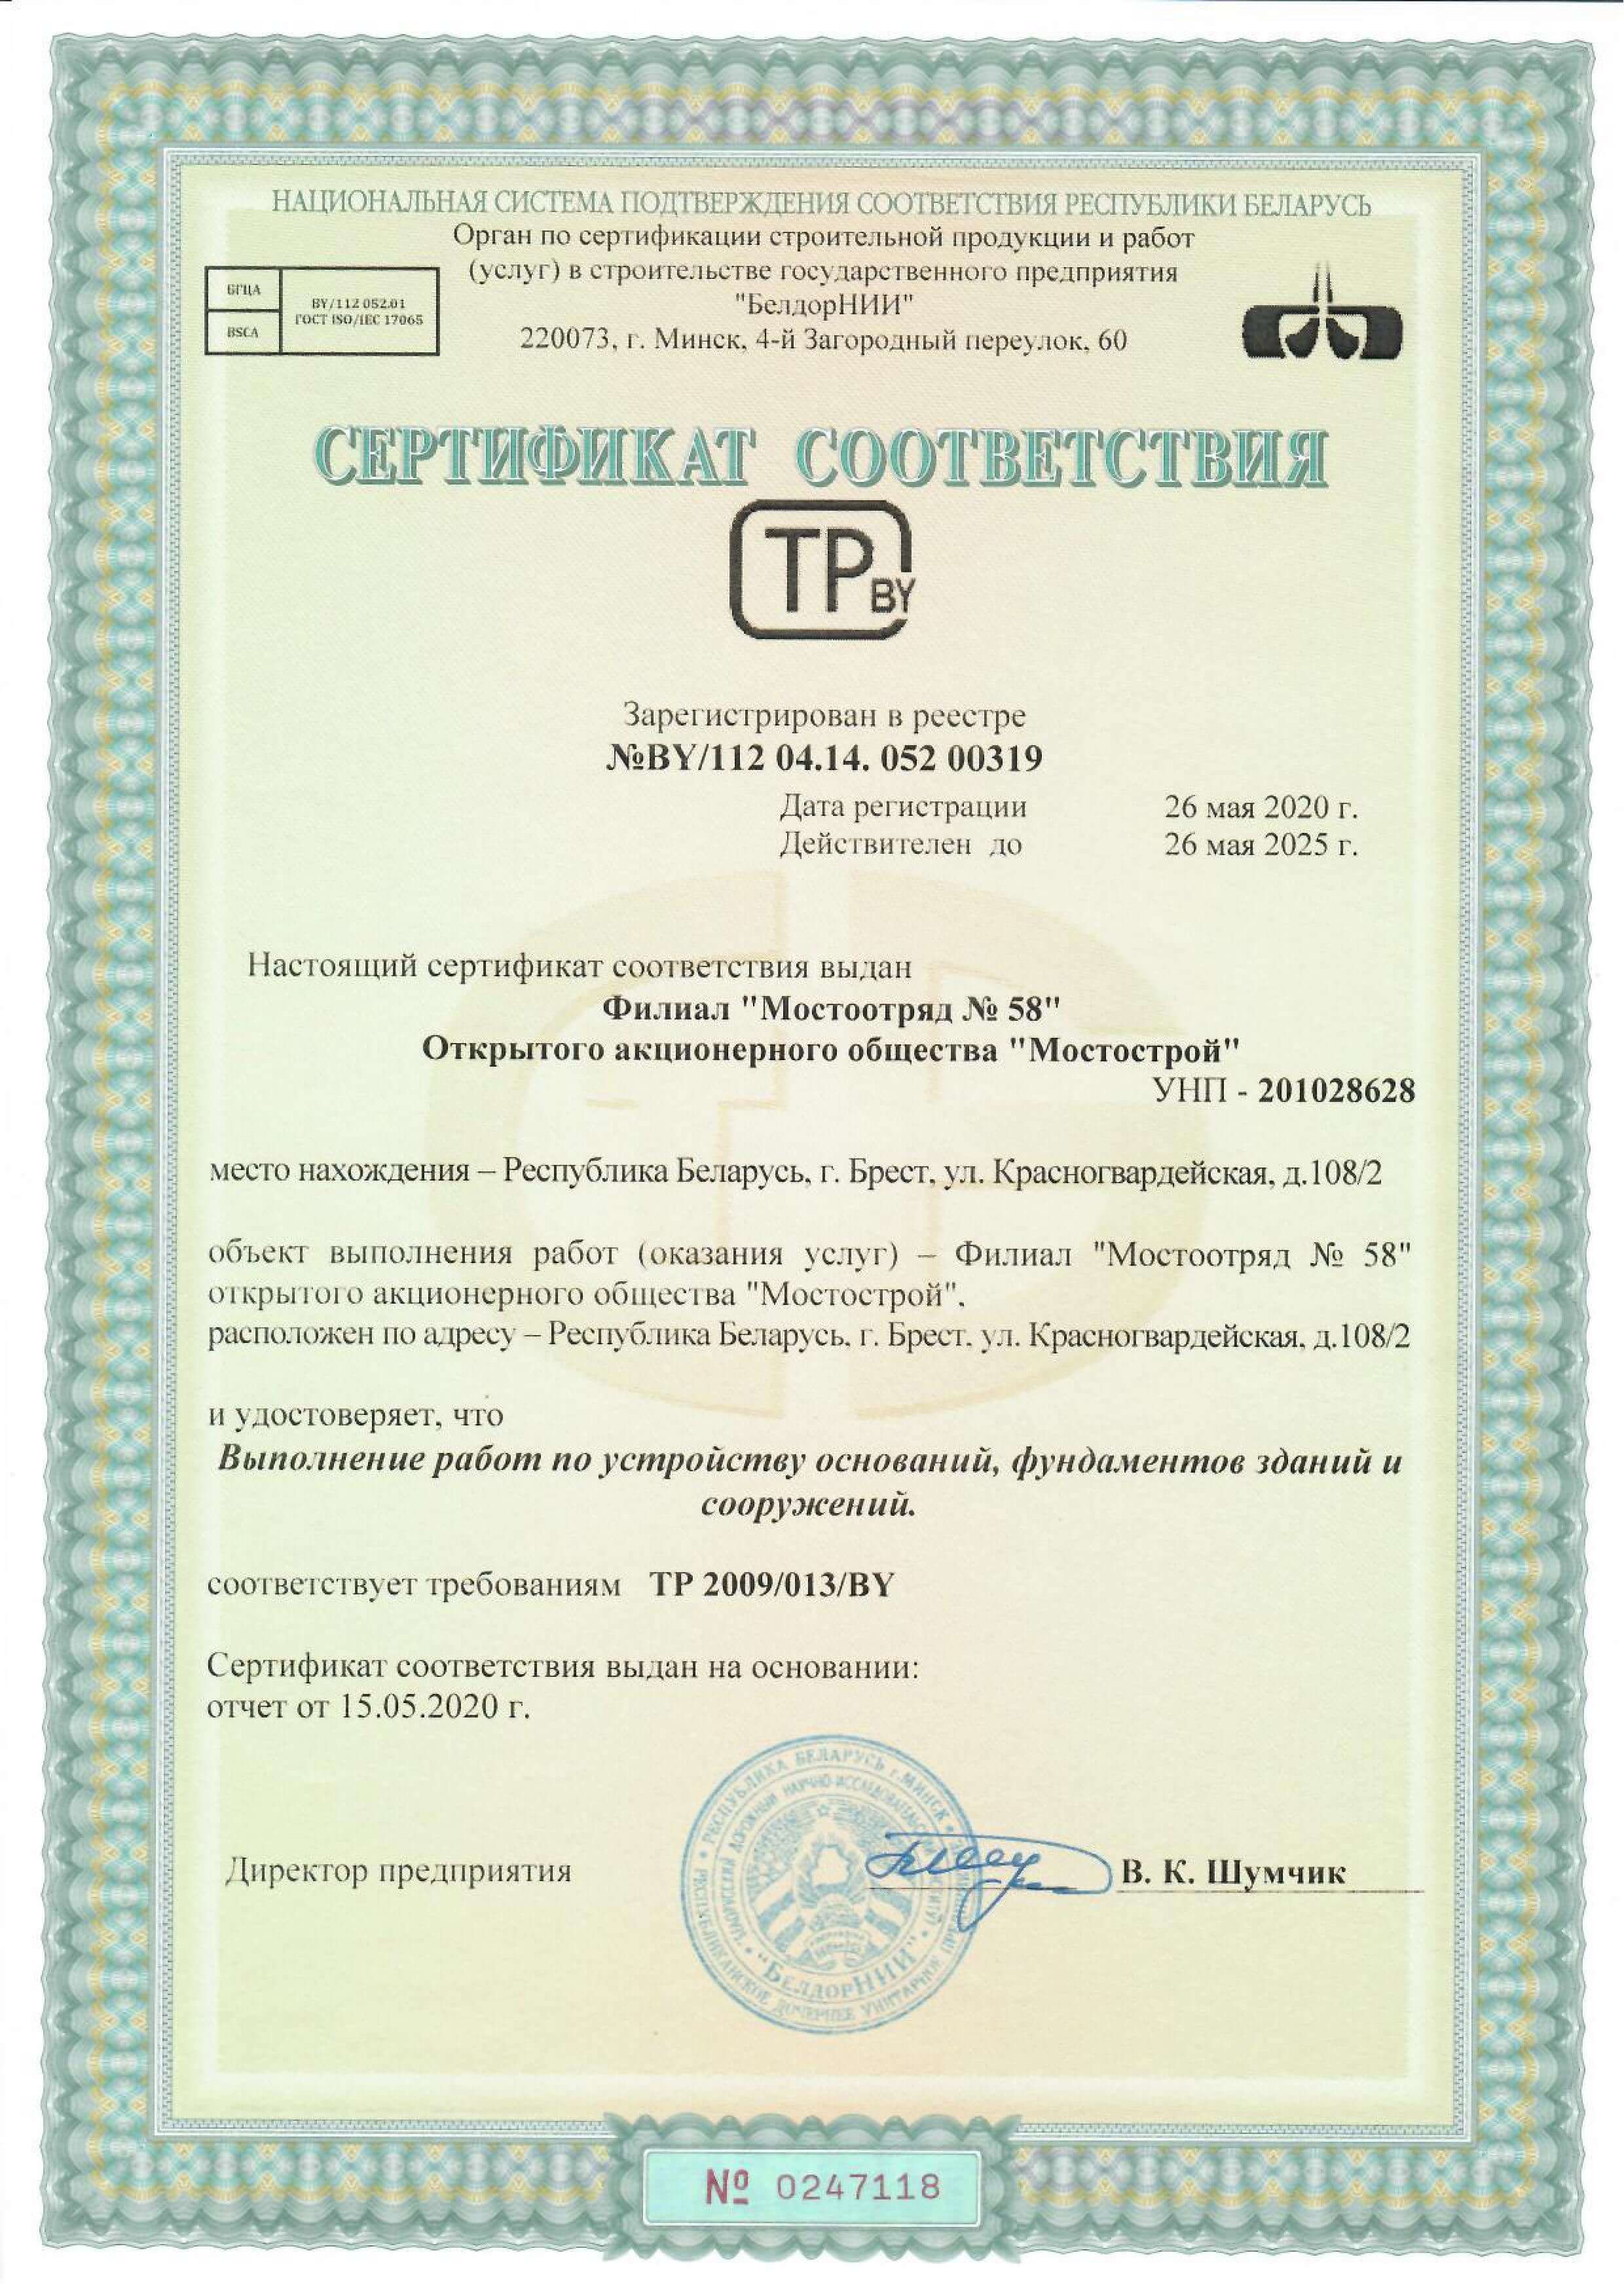 НАЦИОНАЛЬНАЯ СИСТЕМА ПОДТВЕРЖДЕНИЯ СООТВЕТСТВИЯ РЕСПУБЛИКИ БЕЛАРУСЬ
Орган по сертификации строительной продукции и работ
(услуг) в строительстве государственного предприятия
"БелдорНИИ"
220073, г. Минск, 4-й Загородный переулок, 60
БГЦА
BSCA
BY/112 052.01
ГОСТ ISO/IEC 17065
СЕРТИФИКАТ СООТВЕТСТВИЯ
ТР BY
Зарегистрирован в реестре
№BY/112 04.14. 052 00319
Дата регистрации 26 мая 2020 г.
Действителен до 26 мая 2025 г.
Настоящий сертификат соответствия выдан
Филиал "Мостоотряд № 58"
Открытого акционерного общества "Мостострой"
УНП - 201028628
место нахождения – Республика Беларусь, г. Брест, ул. Красногвардейская, д.108/2
объект выполнения работ (оказания услуг) – Филиал "Мостоотряд № 58"
открытого акционерного общества "Мостострой",
расположен по адресу – Республика Беларусь, г. Брест, ул. Красногвардейская, д.108/2
и удостоверяет, что
Выполнение работ по устройству оснований, фундаментов зданий и
сооружений.
соответствует требованиям ТР 2009/013/BY
Сертификат соответствия выдан на основании:
отчет от 15.05.2020 г.
РЕСПУБЛИКА БЕЛАРУСЬ г.МИНСК
РЕСПУБЛИКАНСКОЕ ДОЧЕРНЕЕ УНИТАРНОЕ
"БЕЛДОРНИИ"
Директор предприятия В. К. Шумчик
№ 0247118